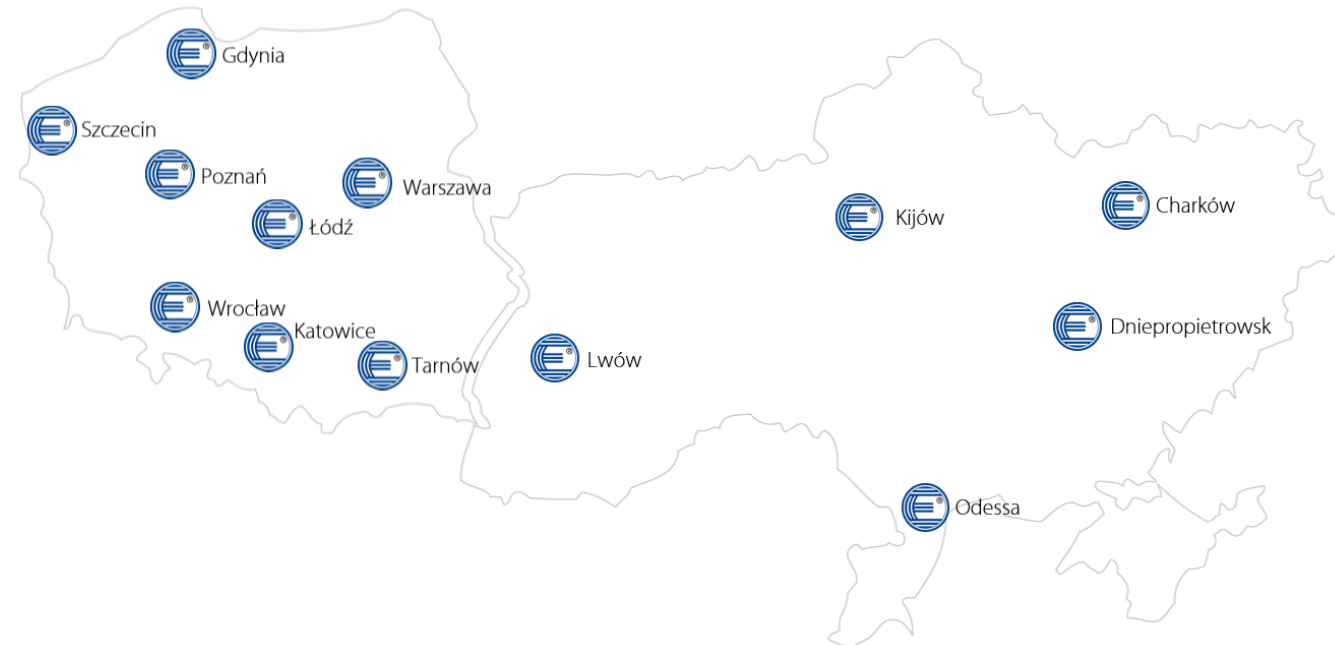 Gdynia
Szczecin
Poznań
Warszawa
Łódź
Kijów
Charków
Wrocław
Katowice
Tarnów
Lwów
Dniepropietrowsk
Odessa